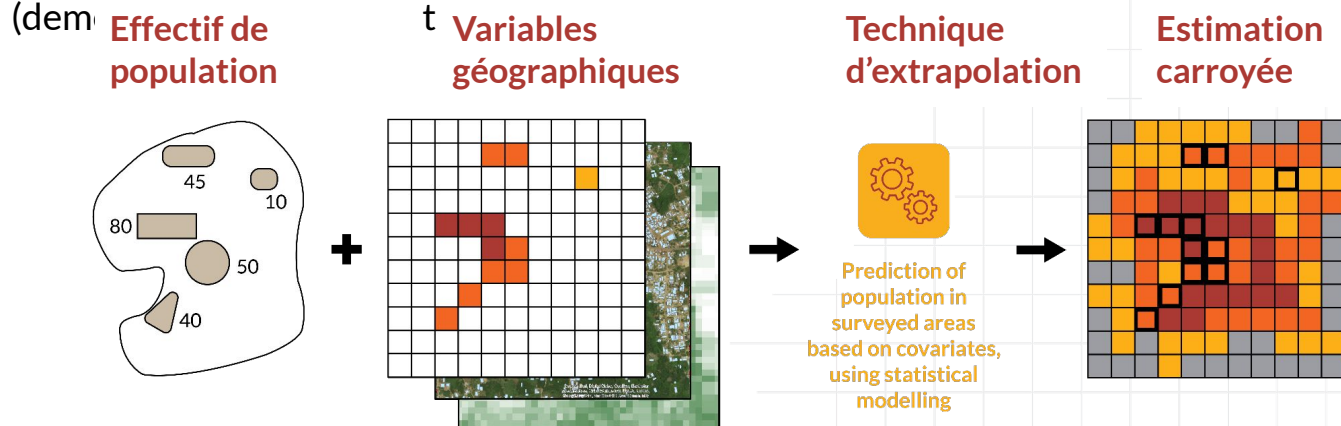 (dem
t
Effectif de
population
Variables
géographiques
Technique
d'extrapolation
Estimation
carroyée
45
10
80
50
40
Prediction of
population in
surveyed areas
based on covariates,
using statistical
modelling